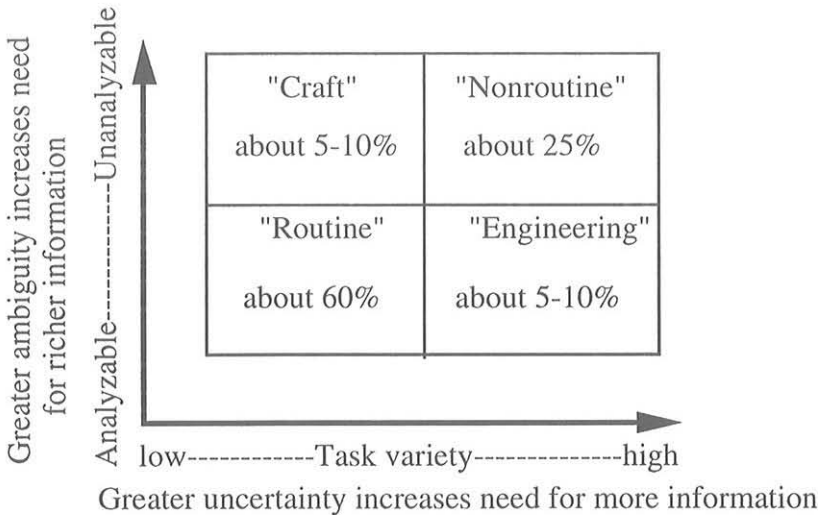 Greater ambiguity increases need
for richer information
Analyzable--------------Unanalyzable
"Craft"
about 5-10%
"Nonroutine"
about 25%
"Routine"
about 60%
"Engineering"
about 5-10%
low-------------Task variety---------------high
Greater uncertainty increases need for more information